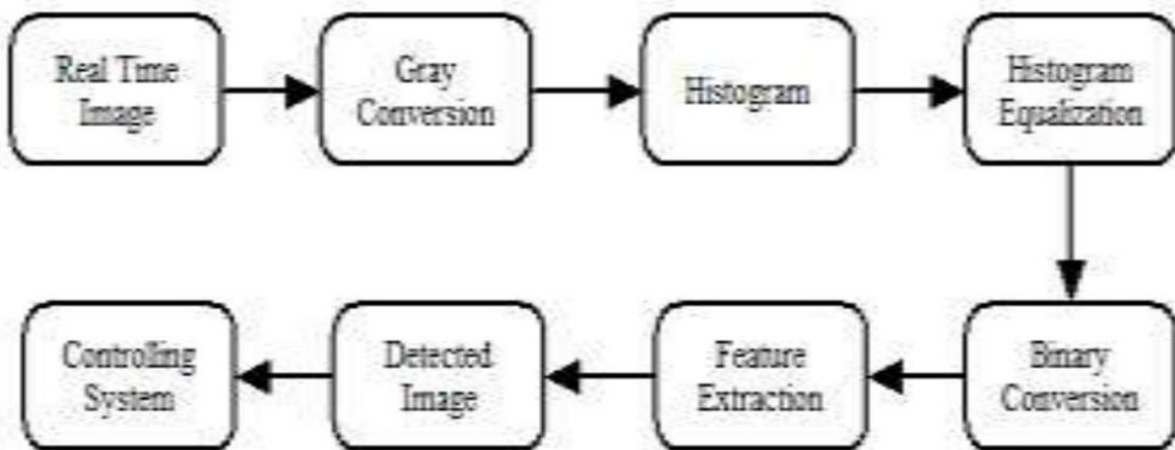 Real Time
Image
Gray
Conversion
Histogram
Histogram
Equalization
Binary
Conversion
Feature
Extraction
Detected
Image
Controlling
System